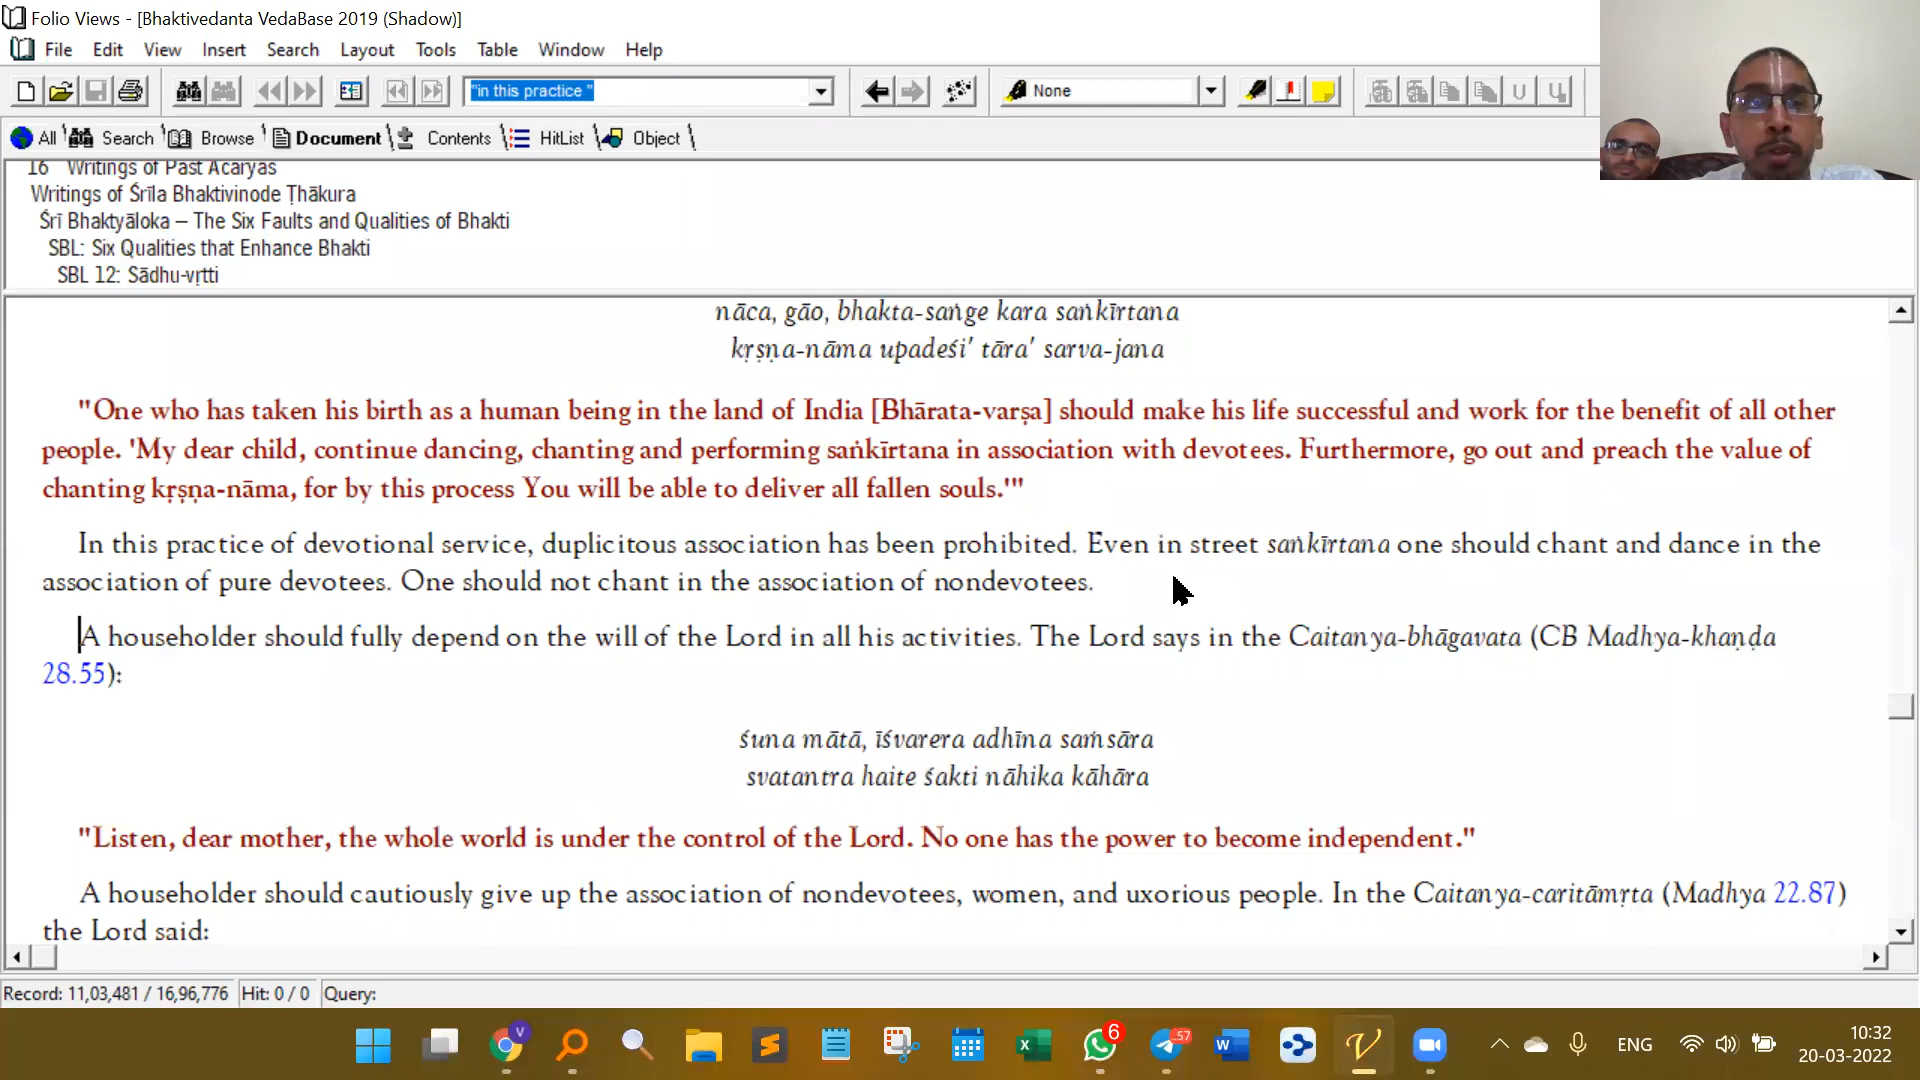 Folio Views - [Bhaktivedanta VedaBase 2019 (Shadow)]
File Edit View Insert Search Layout Tools Table Window Help
"in this practice " None
All Search Browse Document Contents HitList Object
16 Writings of Past Acaryas
Writings of Śrīla Bhaktivinode Ṭhākura
Śrī Bhaktyāloka – The Six Faults and Qualities of Bhakti
SBL: Six Qualities that Enhance Bhakti
SBL 12: Sādhu-vṛtti
nāca, gāo, bhakta-saṅge kara saṅkīrtana
kṛṣṇa-nāma upadeśi' tāra' sarva-jana
"One who has taken his birth as a human being in the land of India [Bhārata-varṣa] should make his life successful and work for the benefit of all other
people. 'My dear child, continue dancing, chanting and performing saṅkīrtana in association with devotees. Furthermore, go out and preach the value of
chanting kṛṣṇa-nāma, for by this process You will be able to deliver all fallen souls.'"
In this practice of devotional service, duplicitous association has been prohibited. Even in street saṅkīrtana one should chant and dance in the
association of pure devotees. One should not chant in the association of nondevotees.
A householder should fully depend on the will of the Lord in all his activities. The Lord says in the Caitanya-bhāgavata (CB Madhya-khaṇḍa
28.55):
śuna mātā, īśvarera adhīna saṁsāra
svatantra haite śakti nāhika kāhāra
"Listen, dear mother, the whole world is under the control of the Lord. No one has the power to become independent."
A householder should cautiously give up the association of nondevotees, women, and uxorious people. In the Caitanya-caritāmṛta (Madhya 22.87)
the Lord said:
Record: 11,03,481 / 16,96,776 Hit: 0 / 0 Query:
V 6 57 ENG 10:32
20-03-2022